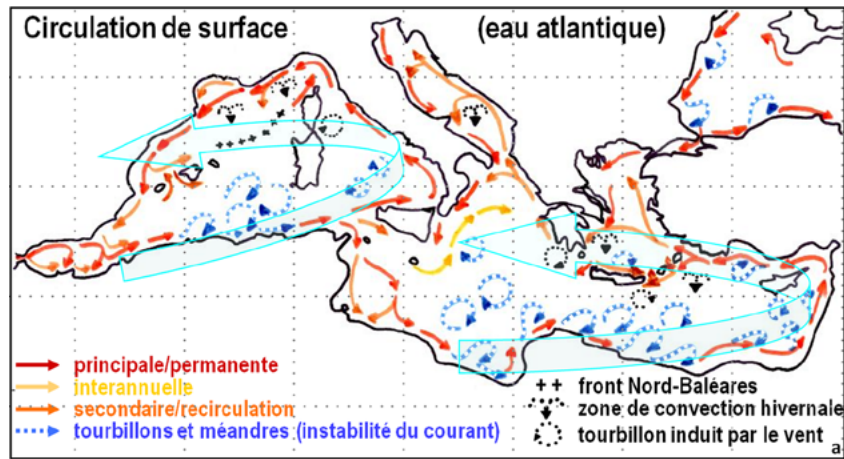 Circulation de surface (eau atlantique)
principale/permanente
interannuelle
secondaire/recirculation
tourbillons et méandres (instabilité du courant)
++ front Nord-Baléares
zone de convection hivernale
tourbillon induit par le vent
a